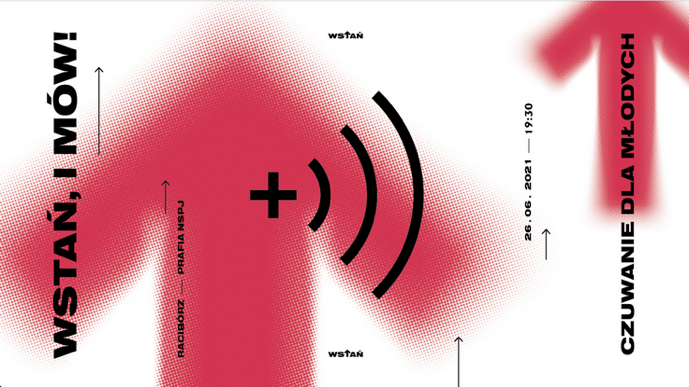 WSTAŃ, I MÓW!
RACIBÓRZ — PRAFIA NSPJ
WSTAŃ
WSTAŃ
26.06.2021 — 19:30
CZUWANIE DLA MŁODYCH